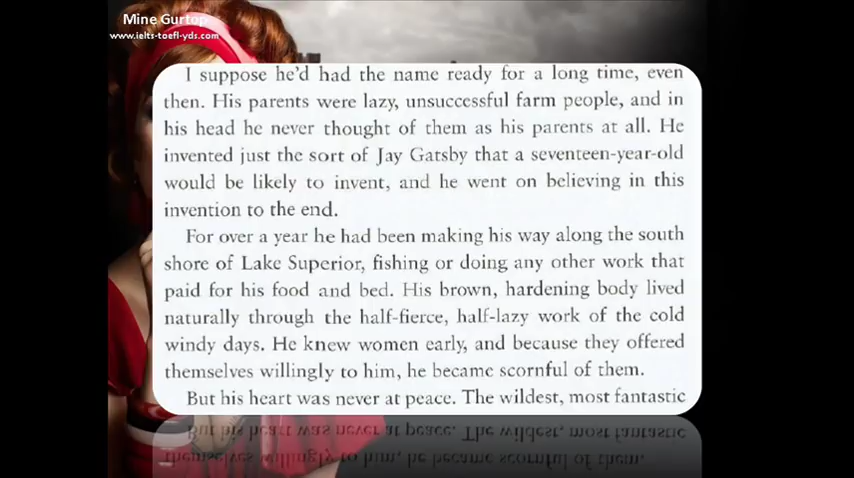 Mine Gurtop
www.ielts-toefl-yds.com
I suppose he'd had the name ready for a long time, even
then. His parents were lazy, unsuccessful farm people, and in
his head he never thought of them as his parents at all. He
invented just the sort of Jay Gatsby that a seventeen-year-old
would be likely to invent, and he went on believing in this
invention to the end.
For over a year he had been making his way along the south
shore of Lake Superior, fishing or doing any other work that
paid for his food and bed. His brown, hardening body lived
naturally through the half-fierce, half-lazy work of the cold
windy days. He knew women early, and because they offered
themselves willingly to him, he became scornful of them.
But his heart was never at peace. The wildest, most fantastic